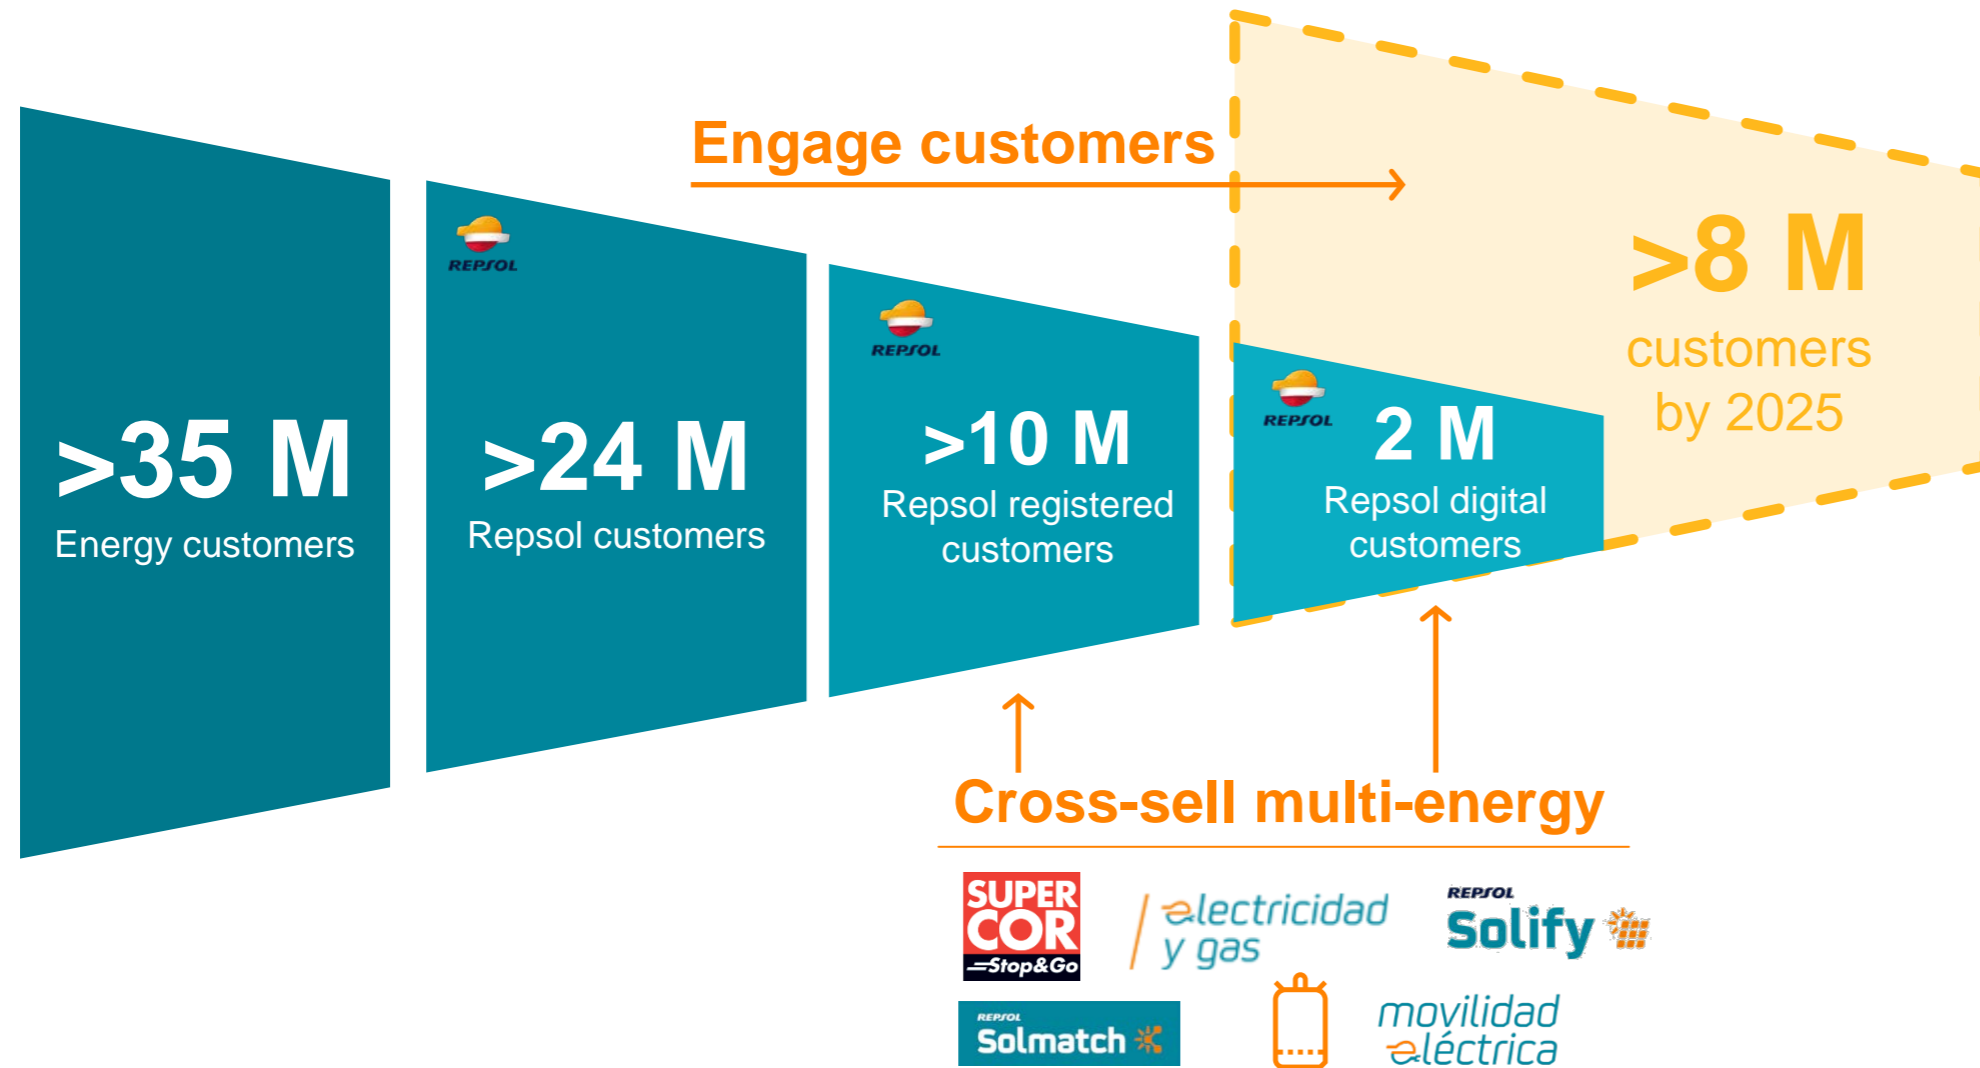 Engage customers
>35 M
Energy customers
REPSOL
>24 M
Repsol customers
REPSOL
>10 M
Repsol registered
customers
REPSOL
2 M
Repsol digital
customers
>8 M
customers
by 2025
Cross-sell multi-energy
SUPER
COR
Stop&Go
electricidad
y gas
REPSOL
Solify
REPSOL
Solmatch
movilidad
eléctrica